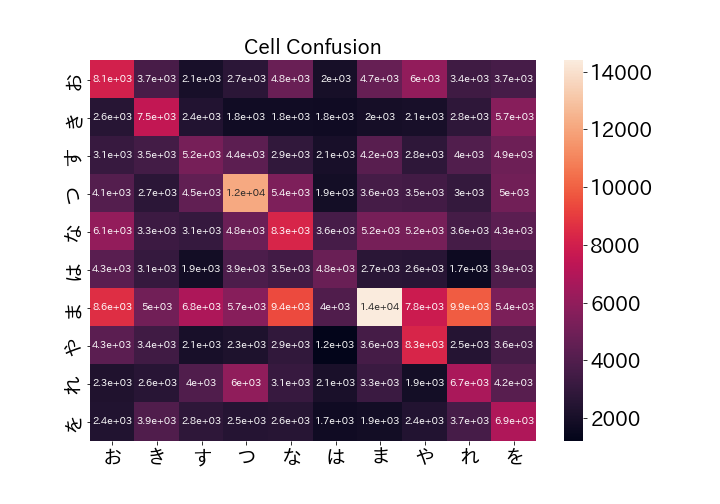 Cell Confusion
お 8.1e+03 3.7e+03 2.1e+03 2.7e+03 4.8e+03 2e+03 4.7e+03 6e+03 3.4e+03 3.7e+03
き 2.6e+03 7.5e+03 2.4e+03 1.8e+03 1.8e+03 1.8e+03 2e+03 2.1e+03 2.8e+03 5.7e+03
す 3.1e+03 3.5e+03 5.2e+03 4.4e+03 2.9e+03 2.1e+03 4.2e+03 2.8e+03 4e+03 4.9e+03
つ 4.1e+03 2.7e+03 4.5e+03 1.2e+04 5.4e+03 1.9e+03 3.6e+03 3.5e+03 3e+03 5e+03
な 6.1e+03 3.3e+03 3.1e+03 4.8e+03 8.3e+03 3.6e+03 5.2e+03 5.2e+03 3.6e+03 4.3e+03
は 4.3e+03 3.1e+03 1.9e+03 3.9e+03 3.5e+03 4.8e+03 2.7e+03 2.6e+03 1.7e+03 3.9e+03
ま 8.6e+03 5e+03 6.8e+03 5.7e+03 9.4e+03 4e+03 1.4e+04 7.8e+03 9.9e+03 5.4e+03
や 4.3e+03 3.4e+03 2.1e+03 2.3e+03 2.9e+03 1.2e+03 3.6e+03 8.3e+03 2.5e+03 3.6e+03
れ 2.3e+03 2.6e+03 4e+03 6e+03 3.1e+03 2.1e+03 3.3e+03 1.9e+03 6.7e+03 4.2e+03
を 2.4e+03 3.9e+03 2.8e+03 2.5e+03 2.6e+03 1.7e+03 1.9e+03 2.4e+03 3.7e+03 6.9e+03
お き す つ な は ま や れ を
14000
12000
10000
8000
6000
4000
2000